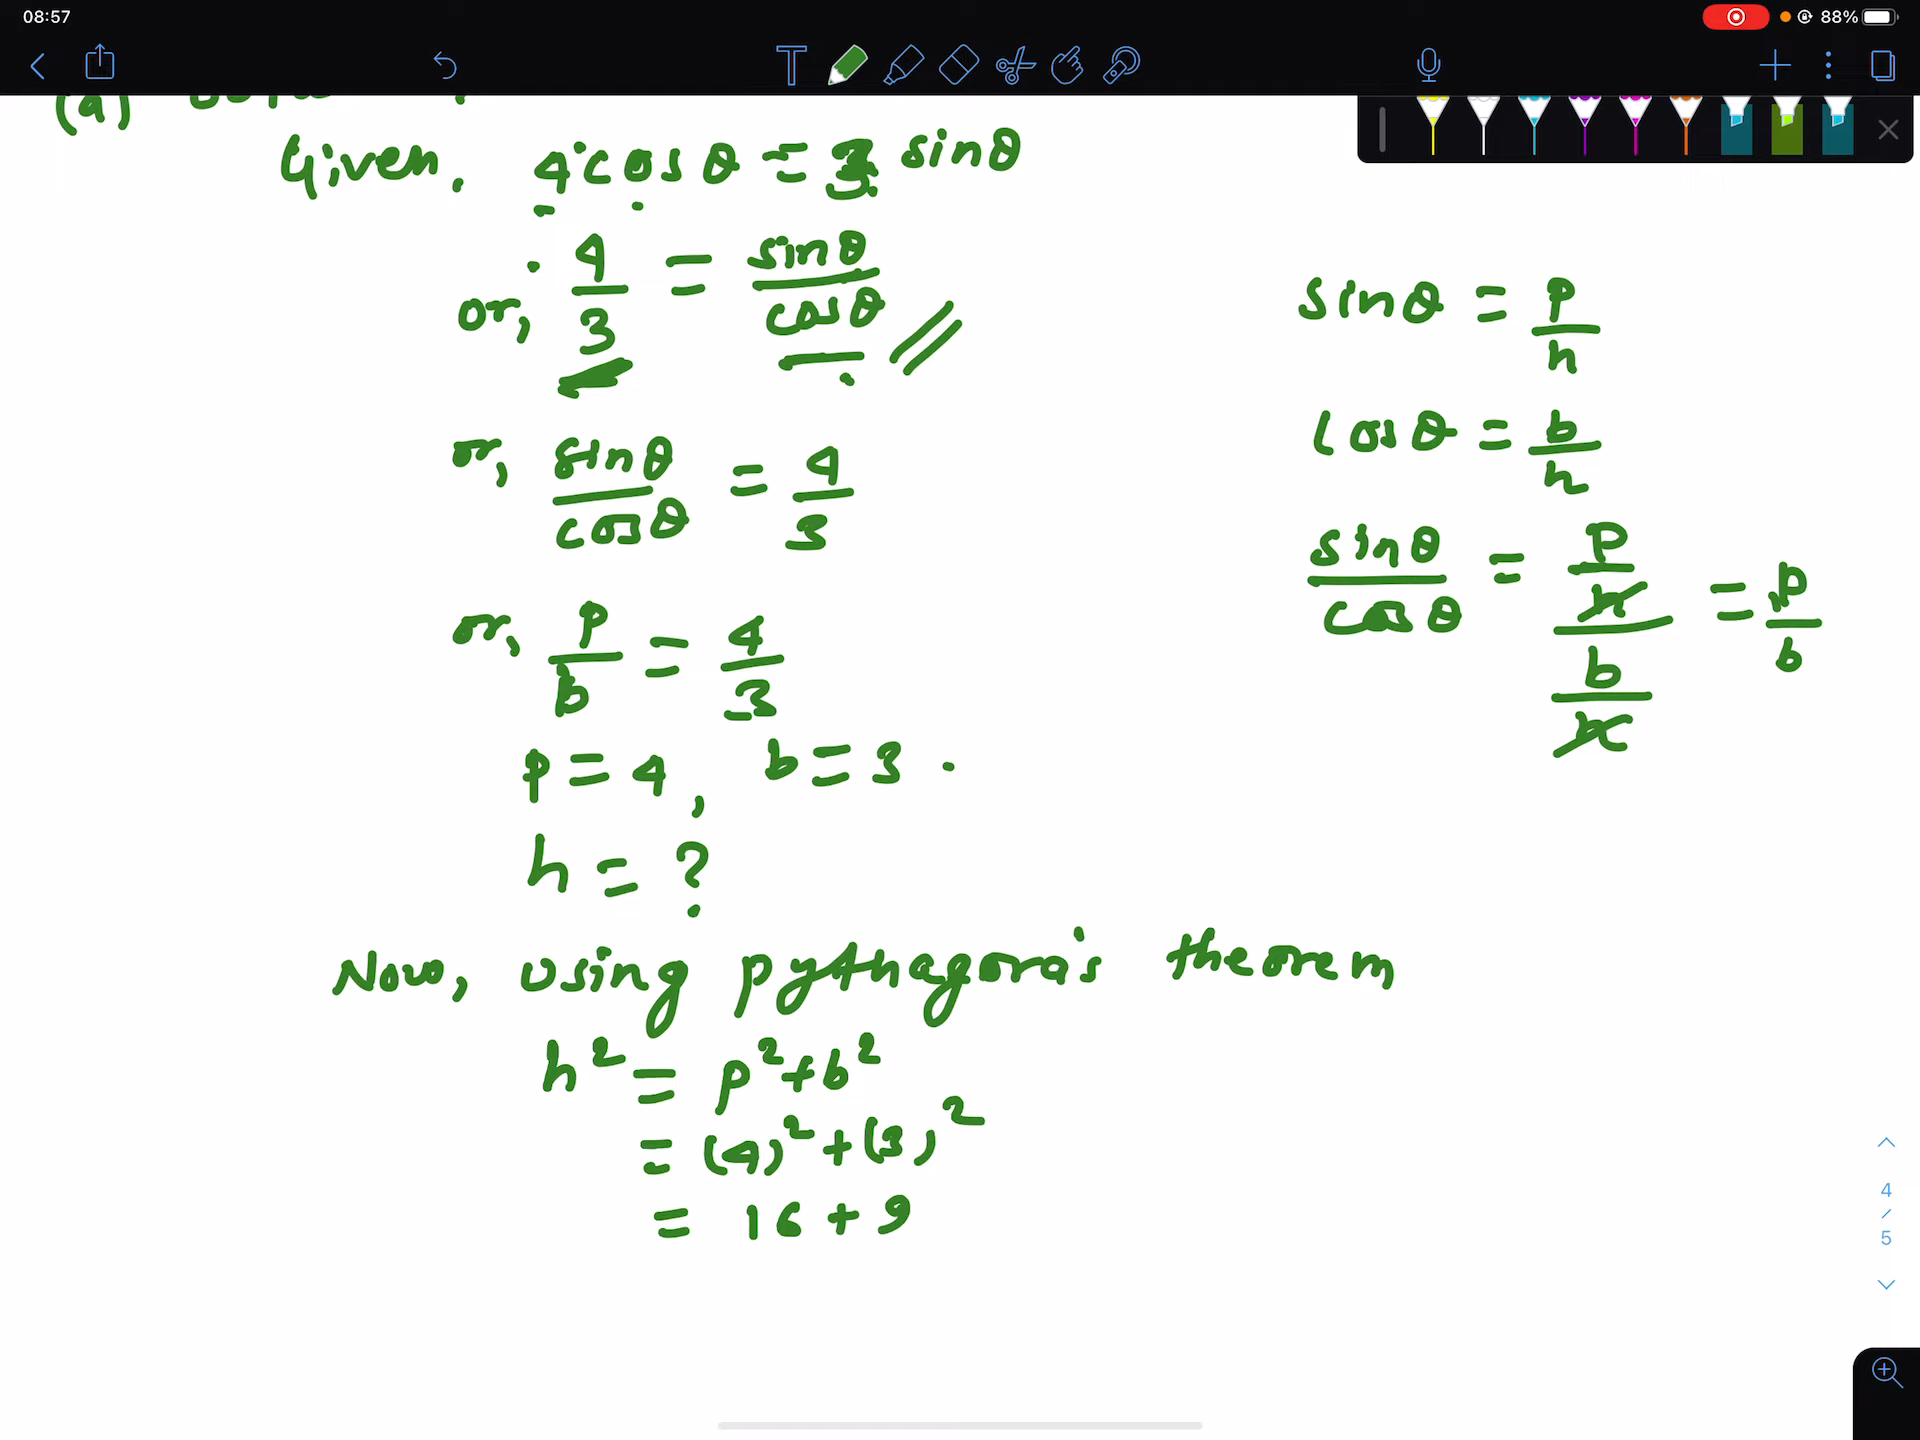 08:57
88%
(a)
Given, 4 cosθ = 3 sinθ
or, 4/3 = sinθ/cosθ
or, sinθ/cosθ = 4/3
or, p/b = 4/3
p = 4, b = 3.
h = ?
Now, using pythagora's theorem
h² = p² + b²
= (4)² + (3)²
= 16 + 9
sinθ = p/h
cosθ = b/h
sinθ/cosθ = p/h / b/h = p/b
4
/
5